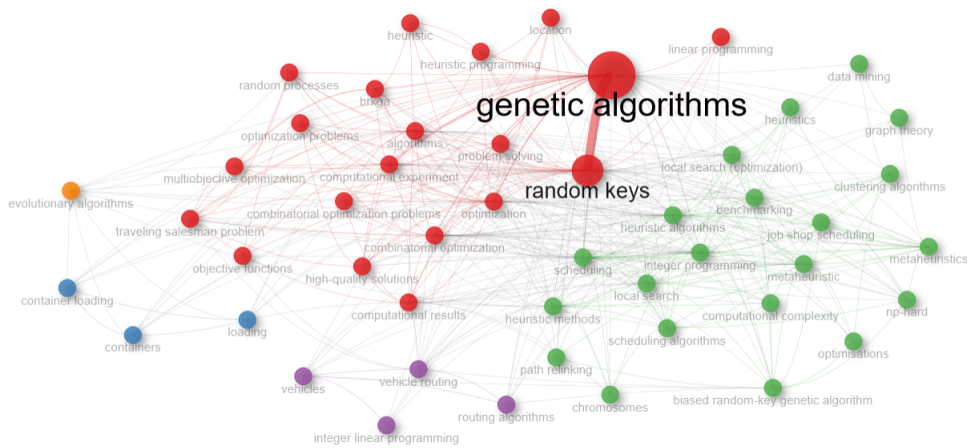 location
heuristic
linear programming
heuristic programming
data mining
random processes
brkga
genetic algorithms
heuristics
graph theory
optimization problems
algorithms
problem solving
local search (optimization)
multiobjective optimization
computational experiment
random keys
clustering algorithms
evolutionary algorithms
combinatorial optimization problems
optimization
benchmarking
traveling salesman problem
heuristic algorithms
job shop scheduling
combinatorial optimization
metaheuristics
objective functions
high-quality solutions
scheduling
integer programming
metaheuristic
container loading
local search
computational results
heuristic methods
computational complexity
np-hard
containers
loading
scheduling algorithms
optimisations
path relinking
vehicles
vehicle routing
biased random-key genetic algorithm
routing algorithms
chromosomes
integer linear programming